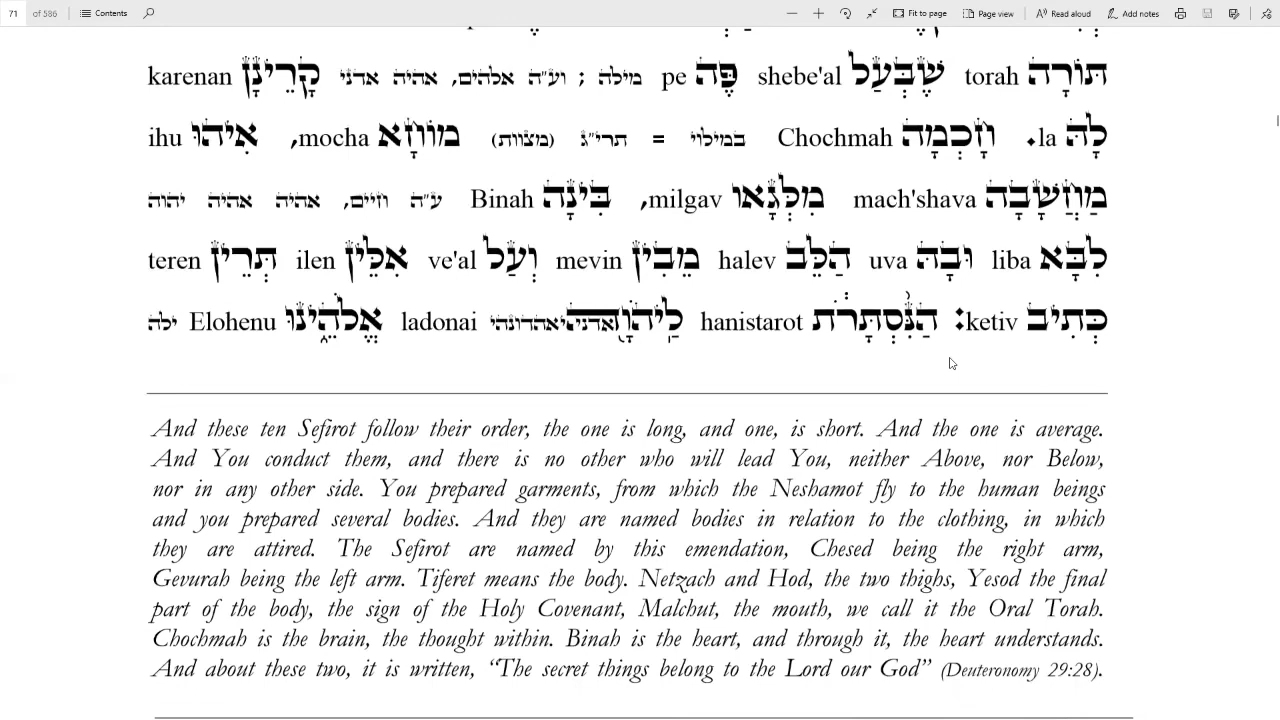 71 of 586 Contents Fit to page Page view Read aloud Add notes
תּוֹרָה torah שֶׁבְּעַל shebe'al פֶּה pe מילה ; וע"ה אלהים, אהיה אדני קָרֵינָן karenan
לָהּ la. חָכְמָה Chochmah במילוי = תרי"ג (מצוות) מוֹחָא mocha, אִיהוּ ihu
מַחֲשָׁבָה mach'shava מִלְּגָאו milgav, בִּינָה Binah ע"ה חיים, אהיה אהיה יהוה
לִבָּא liba וּבָהּ uva הַלֵּב halev מֵבִין mevin וְעַל ve'al אִלֵּין ilen תְּרֵין teren
כְּתִיב ketiv: הַנִּסְתָּרֹת hanistarot לַיהוָה ladonai אֱלֹהֵינוּ Elohenu ילה
And these ten Sefirot follow their order, the one is long, and one, is short. And the one is average.
And You conduct them, and there is no other who will lead You, neither Above, nor Below,
nor in any other side. You prepared garments, from which the Neshamot fly to the human beings
and you prepared several bodies. And they are named bodies in relation to the clothing, in which
they are attired. The Sefirot are named by this emendation, Chesed being the right arm,
Gevurah being the left arm. Tiferet means the body. Netzach and Hod, the two thighs, Yesod the final
part of the body, the sign of the Holy Covenant, Malchut, the mouth, we call it the Oral Torah.
Chochmah is the brain, the thought within. Binah is the heart, and through it, the heart understands.
And about these two, it is written, “The secret things belong to the Lord our God” (Deuteronomy 29:28).